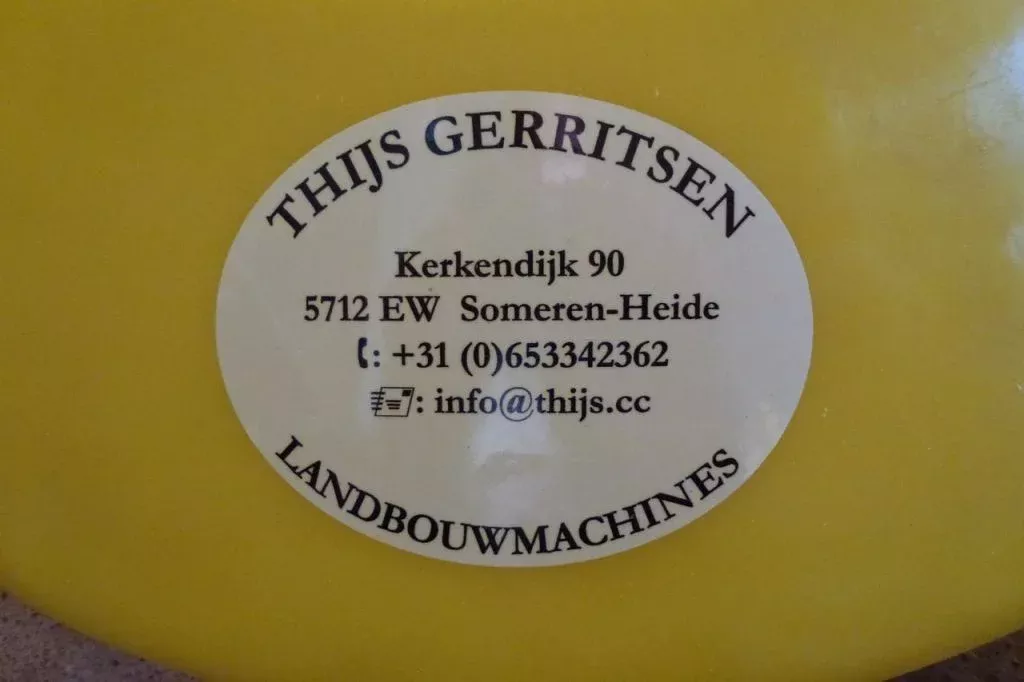 THIJS GERRITSEN
Kerkendijk 90
5712 EW Someren-Heide
: +31 (0)653342362
: info@thijs.cc
LANDBOUWMACHINES